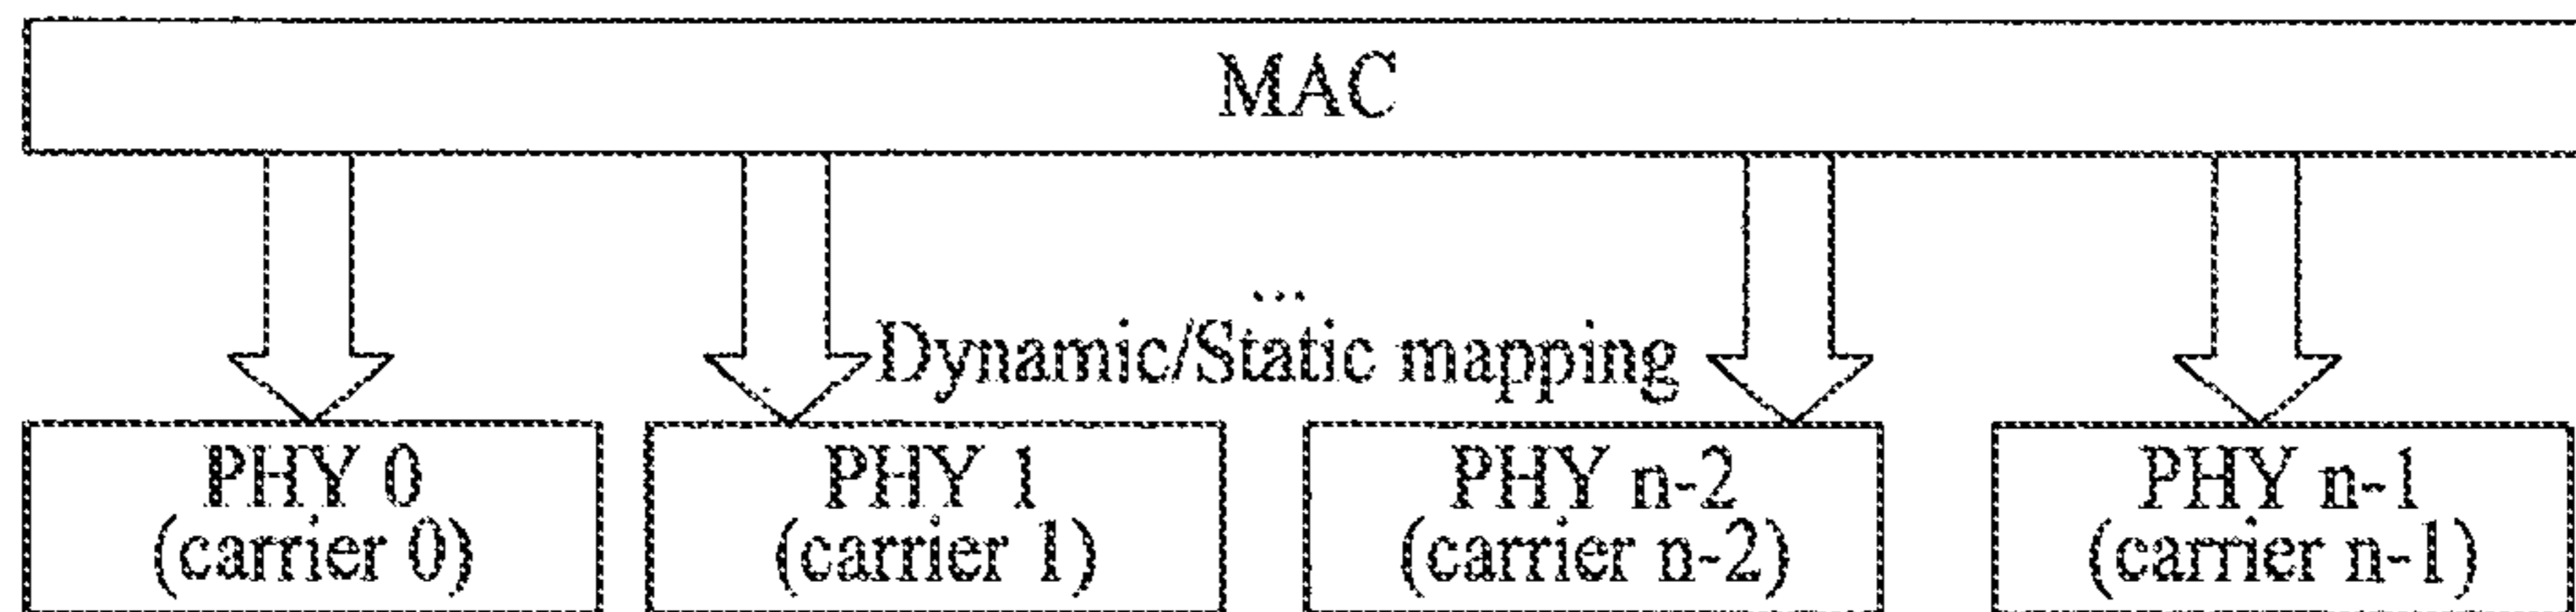 MAC
...
Dynamic/Static mapping
PHY 0
(carrier 0)
PHY 1
(carrier 1)
PHY n-2
(carrier n-2)
PHY n-1
(carrier n-1)